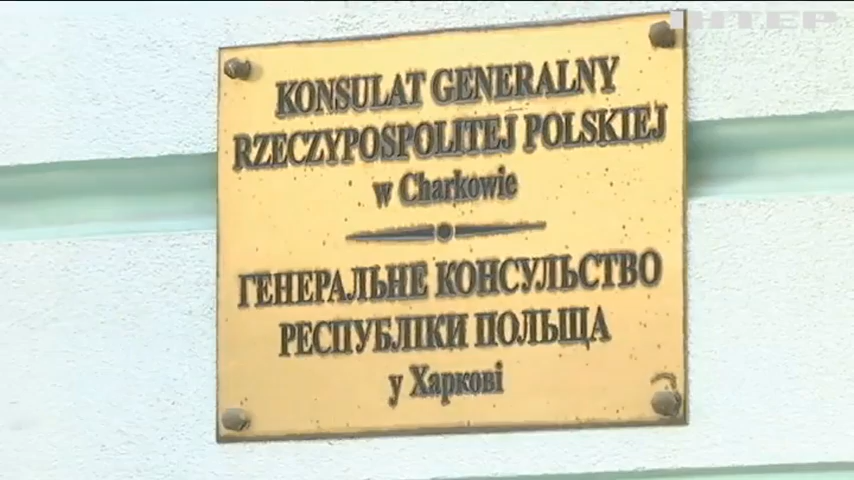 ІНТЕР
KONSULAT GENERALNY
RZECZYPOSPOLITEJ POLSKIEJ
w Charkowie
ГЕНЕРАЛЬНЕ КОНСУЛЬСТВО
РЕСПУБЛІКИ ПОЛЬЩА
у Харкові